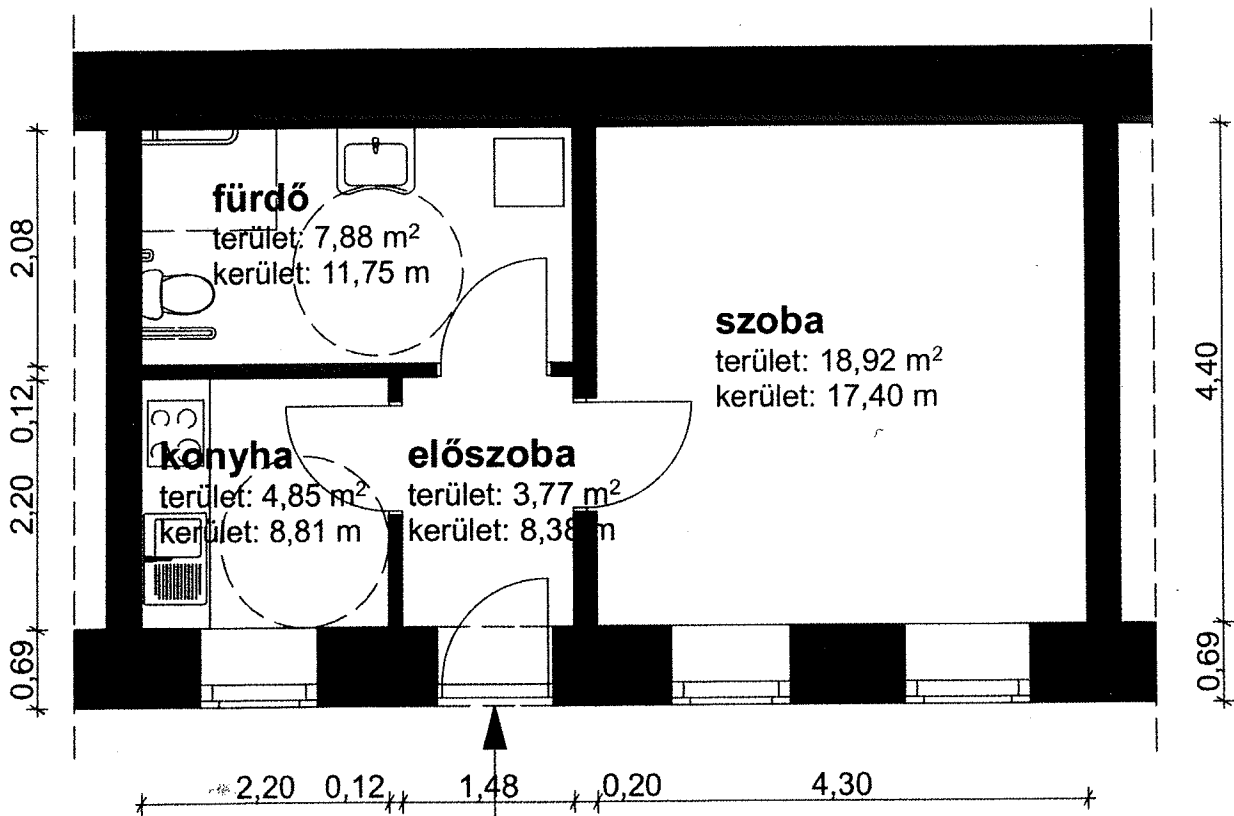 fürdő
terület: 7,88 m²
kerület: 11,75 m
szoba
terület: 18,92 m²
kerület: 17,40 m
konyha
terület: 4,85 m²
kerület: 8,81 m
előszoba
terület: 3,77 m²
kerület: 8,38 m
2,08
0,12
2,20
0,69
4,40
0,69
2,20 0,12 1,48 0,20 4,30